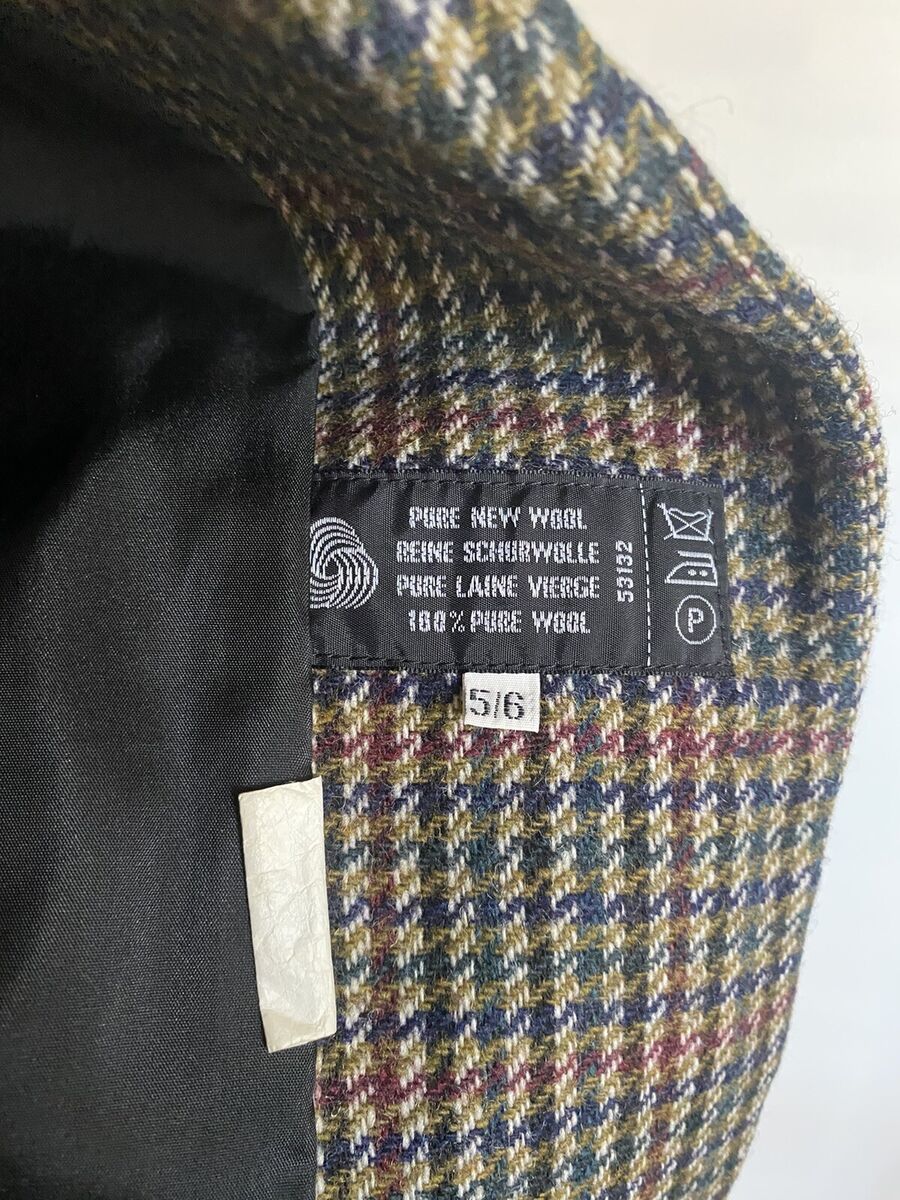 PURE NEW WOOL
REINE SCHURWOLLE
PURE LAINE VIERGE
100% PURE WOOL
53132
P
5/6